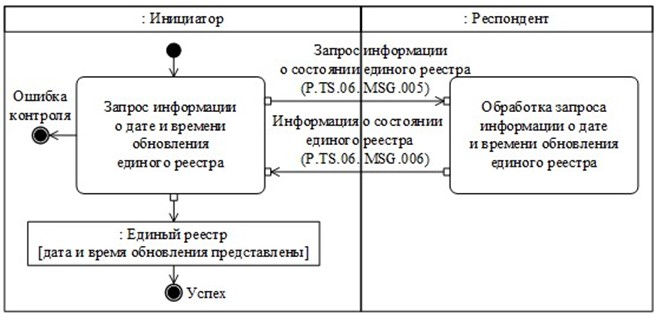 : Инициатор
: Респондент
Запрос информации
о состоянии единого реестра
(P.TS.06. MSG.005)
Ошибка
контроля
Запрос информации
о дате и времени
обновления
единого реестра
Информация о состоянии
единого реестра
(P.TS.06. MSG.006)
Обработка запроса
информации о дате
и времени обновления
единого реестра
: Единый реестр
[дата и время обновления представлены]
Успех